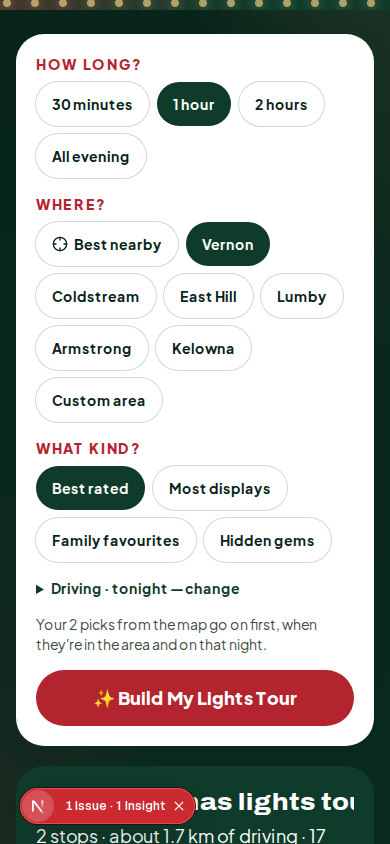 HOW LONG?
30 minutes 1 hour 2 hours
All evening
WHERE?
Best nearby Vernon
Coldstream East Hill Lumby
Armstrong Kelowna
Custom area
WHAT KIND?
Best rated Most displays
Family favourites Hidden gems
▶ Driving · tonight — change
Your 2 picks from the map go on first, when
they're in the area and on that night.
✨ Build My Lights Tour
N 1 Issue · 1 Insight × lights
2 stops · about 1.7 km of driving · 17